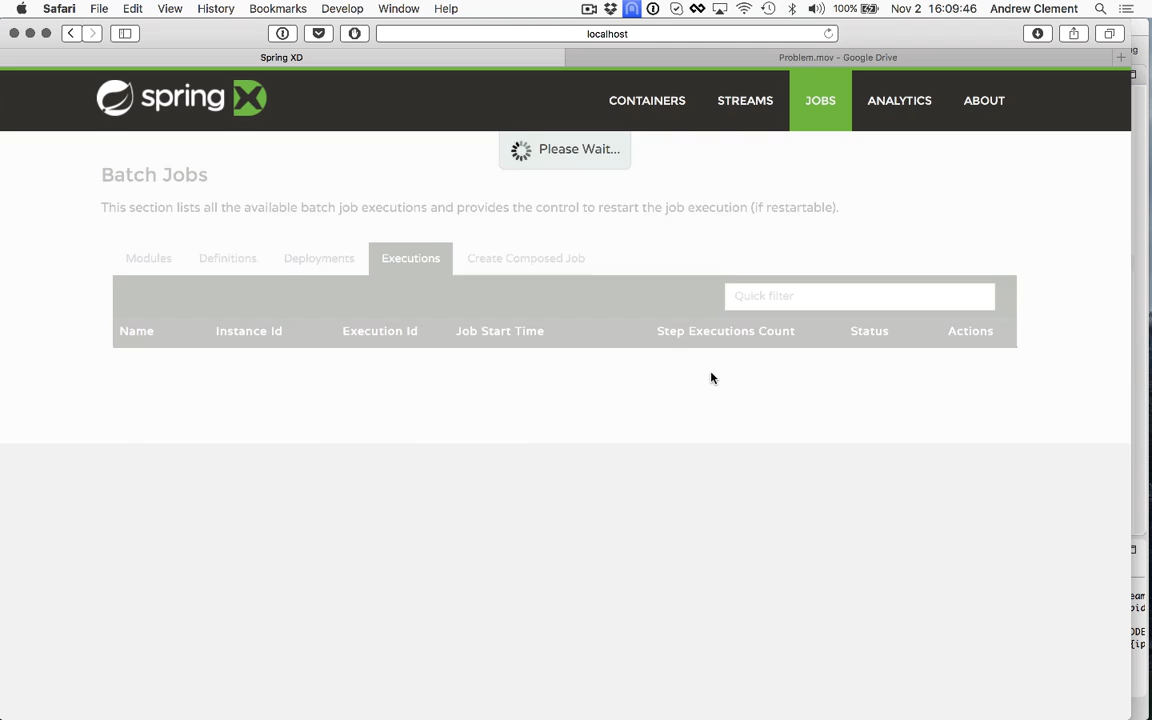 Safari File Edit View History Bookmarks Develop Window Help 100% Nov 2 16:09:46 Andrew Clement
localhost
Spring XD Problem.mov - Google Drive
spring X CONTAINERS STREAMS JOBS ANALYTICS ABOUT
Please Wait...
Batch Jobs
This section lists all the available batch job executions and provides the control to restart the job execution (if restartable).
Modules Definitions Deployments Executions Create Composed Job
Quick filter
Name Instance Id Execution Id Job Start Time Step Executions Count Status Actions